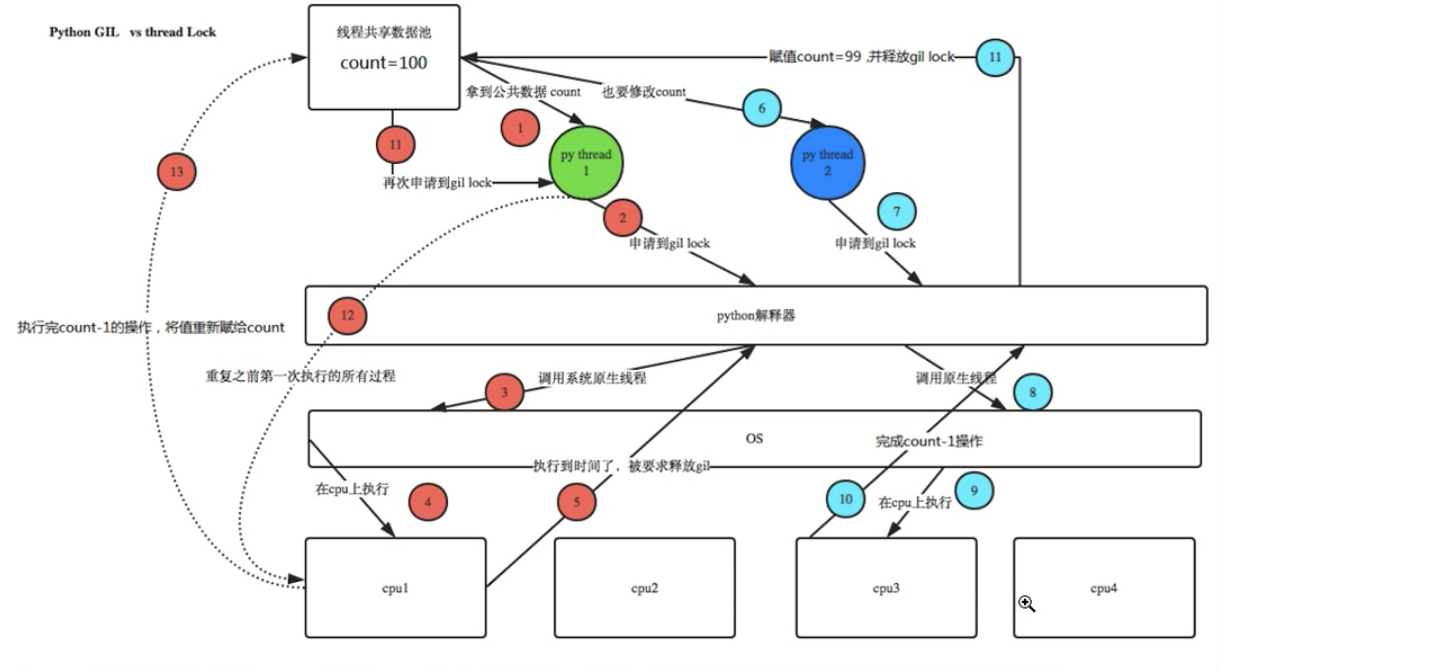 Python GIL vs thread Lock
线程共享数据池
count=100
赋值count=99 ,并释放gil lock
11
拿到公共数据 count
也要修改count
6
1
11
py thread
1
py thread
2
13
再次申请到gil lock
2
7
申请到gil lock
申请到gil lock
12
python解释器
执行完count-1的操作，将值重新赋给count
重复之前第一次执行的所有过程
3
调用系统原生线程
调用原生线程
8
OS
完成count-1操作
执行到时间了，被要求释放gil
在cpu上执行
4
5
10
在cpu上执行
9
cpu1
cpu2
cpu3
cpu4